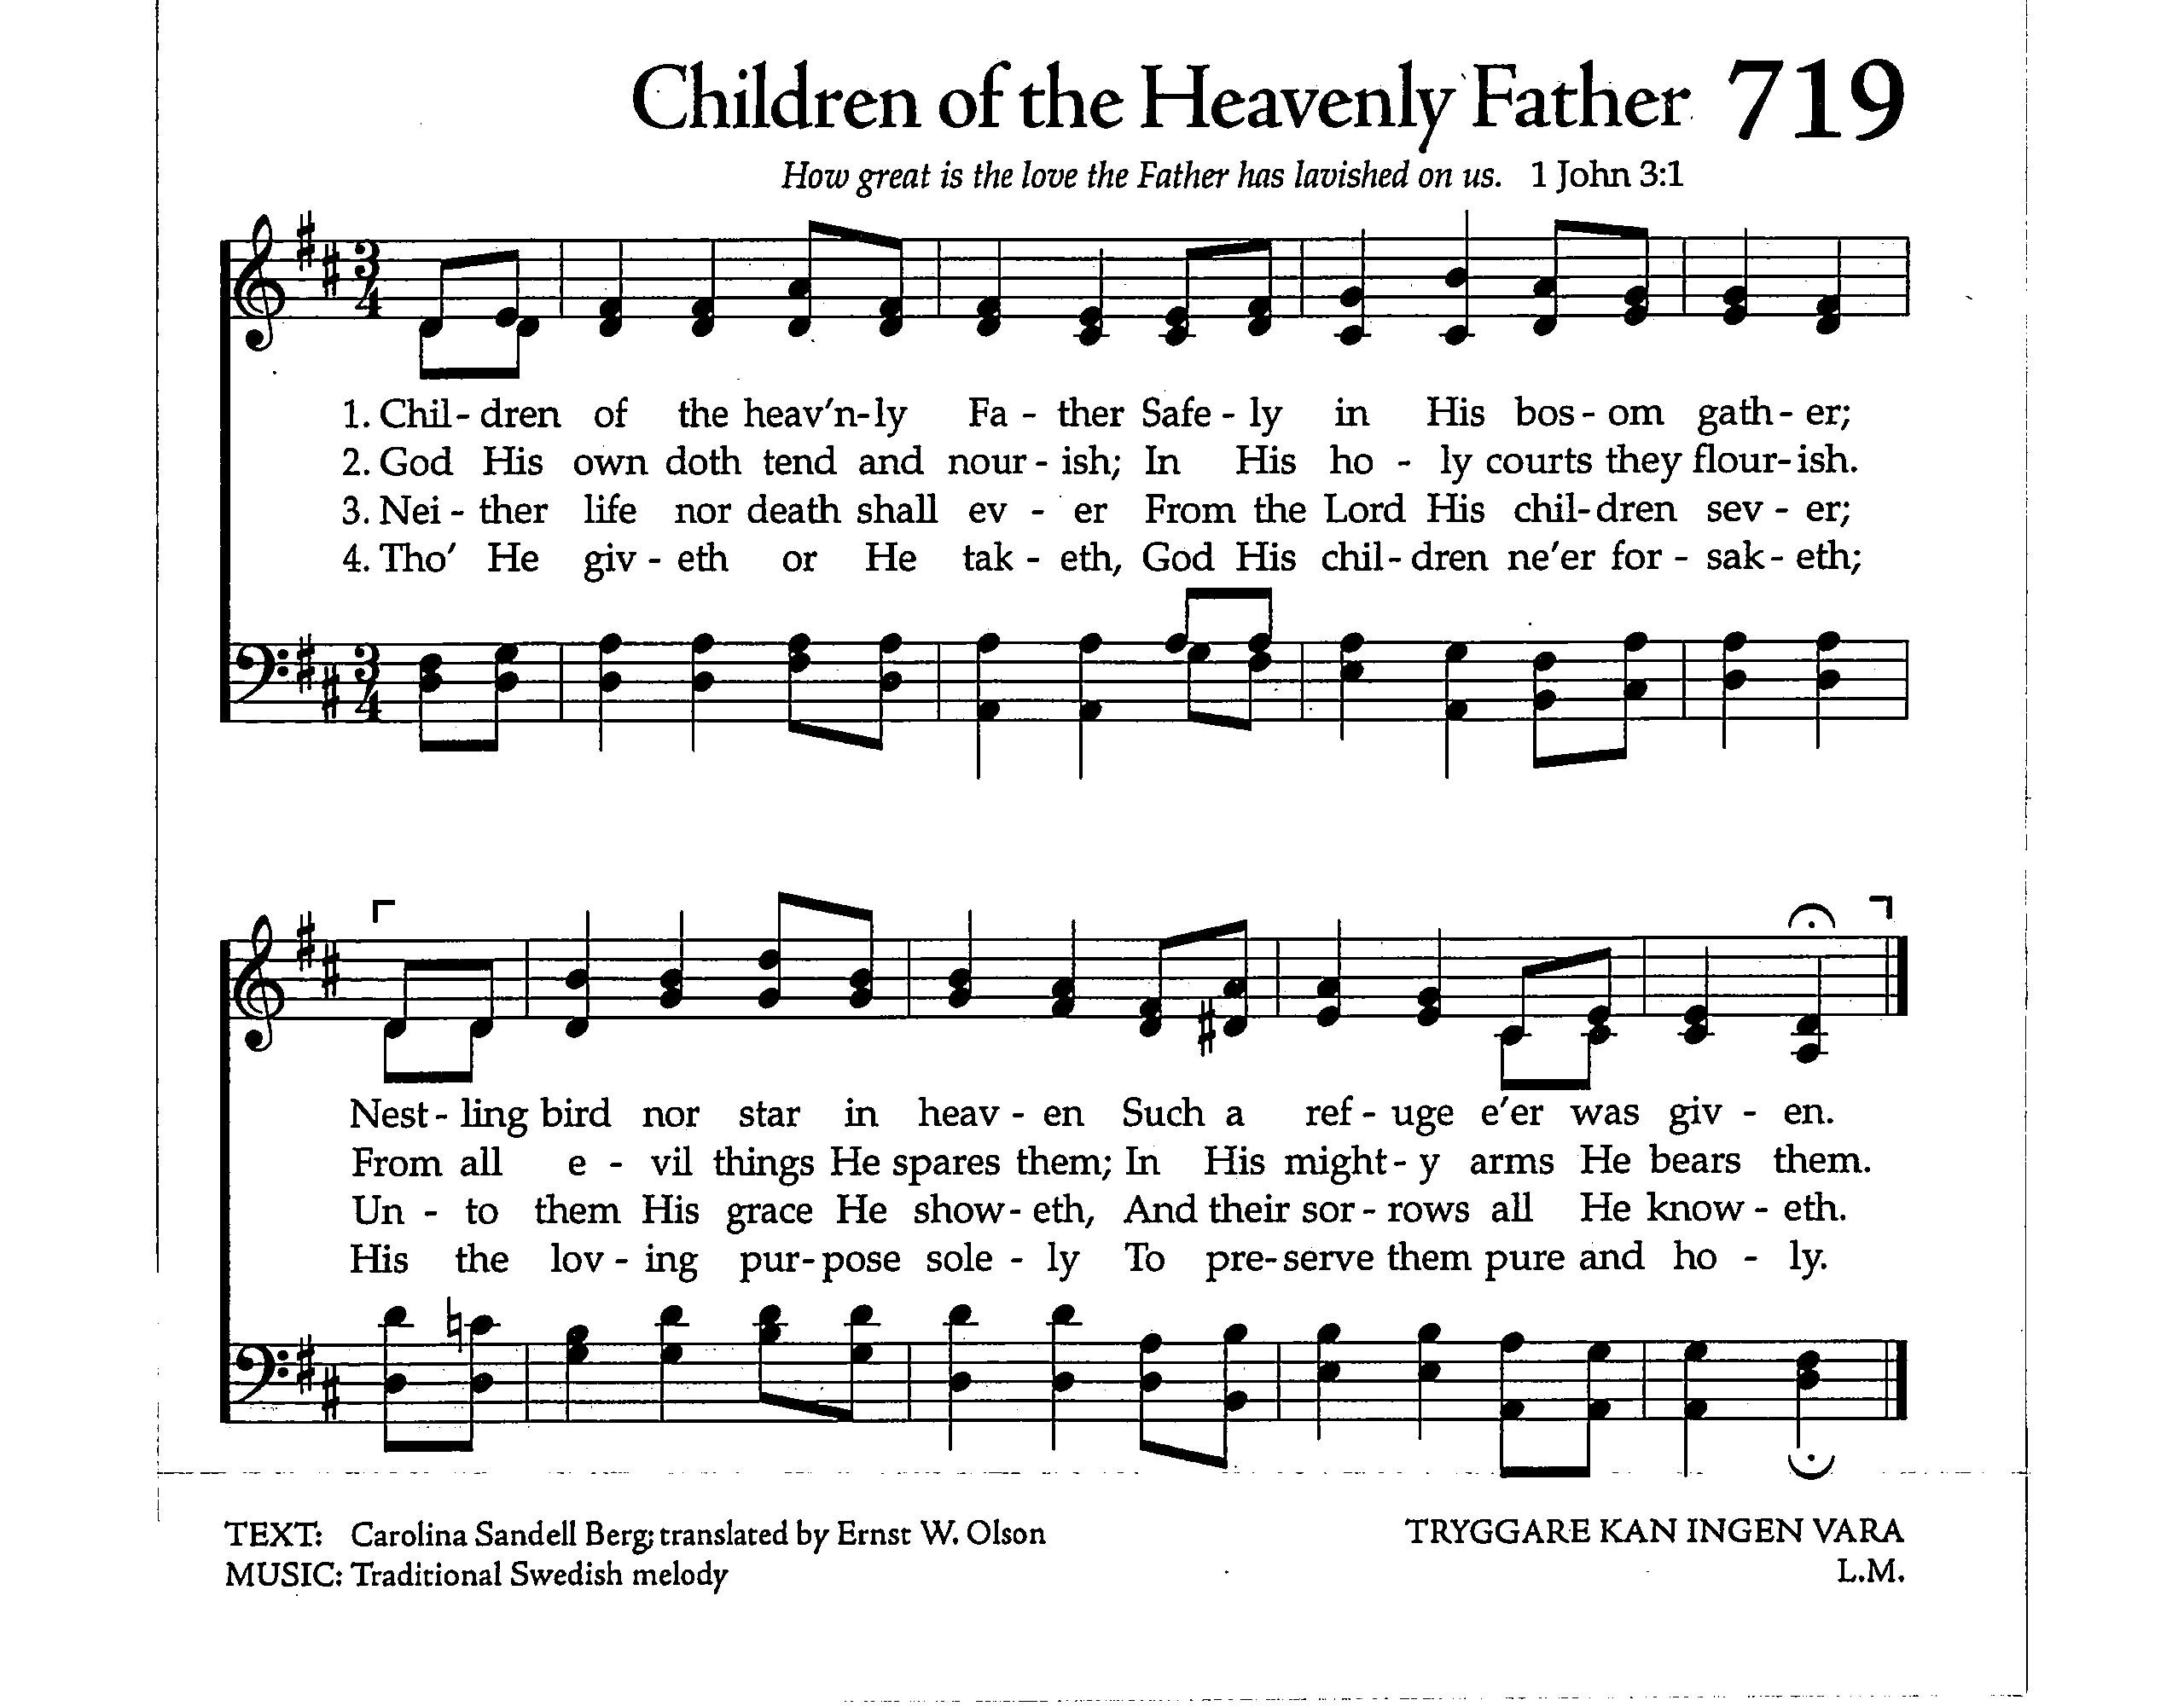 Children of the Heavenly Father 719
How great is the love the Father has lavished on us. 1 John 3:1
3
4
1. Chil - dren of the heav'n - ly Fa - ther Safe - ly in His bos - om gath - er;
2. God His own doth tend and nour - ish; In His ho - ly courts they flour - ish.
3. Nei - ther life nor death shall ev - er From the Lord His chil - dren sev - er;
4. Tho' He giv - eth or He tak - eth, God His chil - dren ne'er for - sak - eth;
3
4
Nest - ling bird nor star in heav - en Such a ref - uge e'er was giv - en.
From all e - vil things He spares them; In His might - y arms He bears them.
Un - to them His grace He show - eth, And their sor - rows all He know - eth.
His the lov - ing pur - pose sole - ly To pre - serve them pure and ho - ly.
TEXT: Carolina Sandell Berg; translated by Ernst W. Olson TRYGGARE KAN INGEN VARA
MUSIC: Traditional Swedish melody L.M.